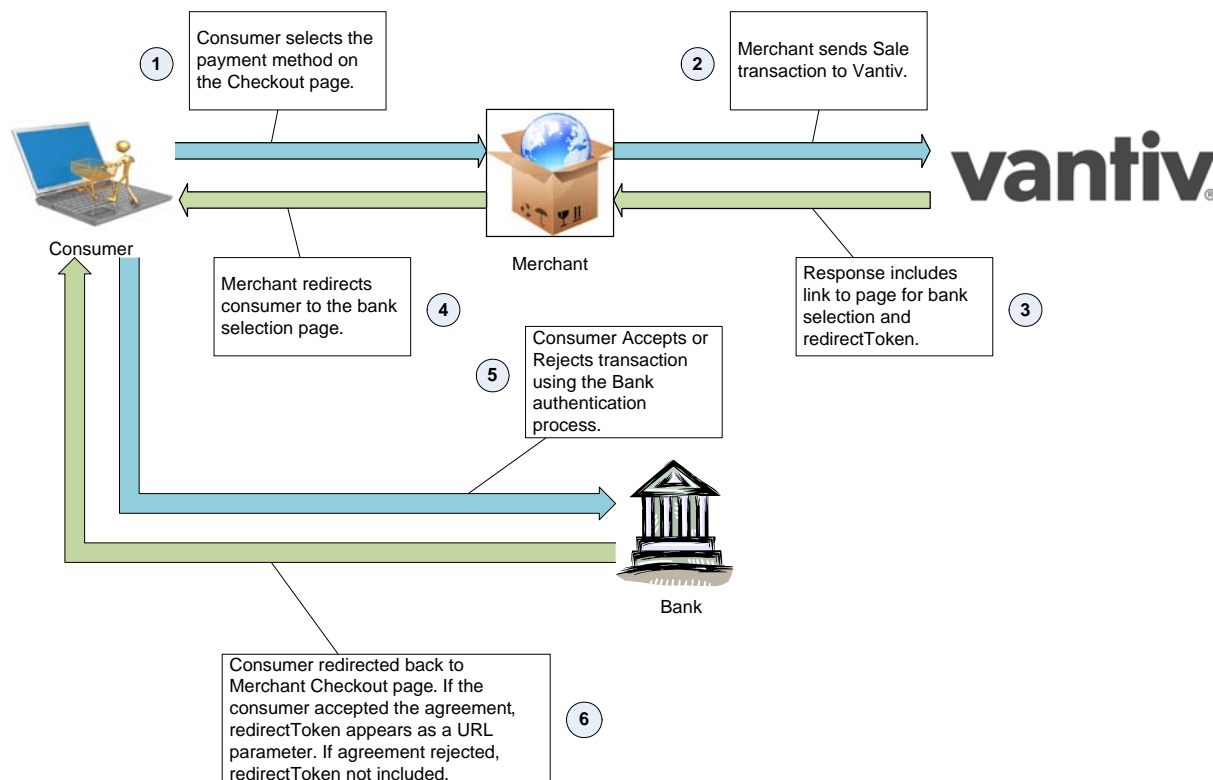 1
Consumer selects the
payment method on
the Checkout page.
2
Merchant sends Sale
transaction to Vantiv.
vantiv®
Consumer
Merchant
Response includes
link to page for bank
selection and
redirectToken.
3
Merchant redirects
consumer to the bank
selection page.
4
5
Consumer Accepts or
Rejects transaction
using the Bank
authentication
process.
Bank
Consumer redirected back to
Merchant Checkout page. If the
consumer accepted the agreement,
redirectToken appears as a URL
parameter. If agreement rejected,
redirectToken not included.
6